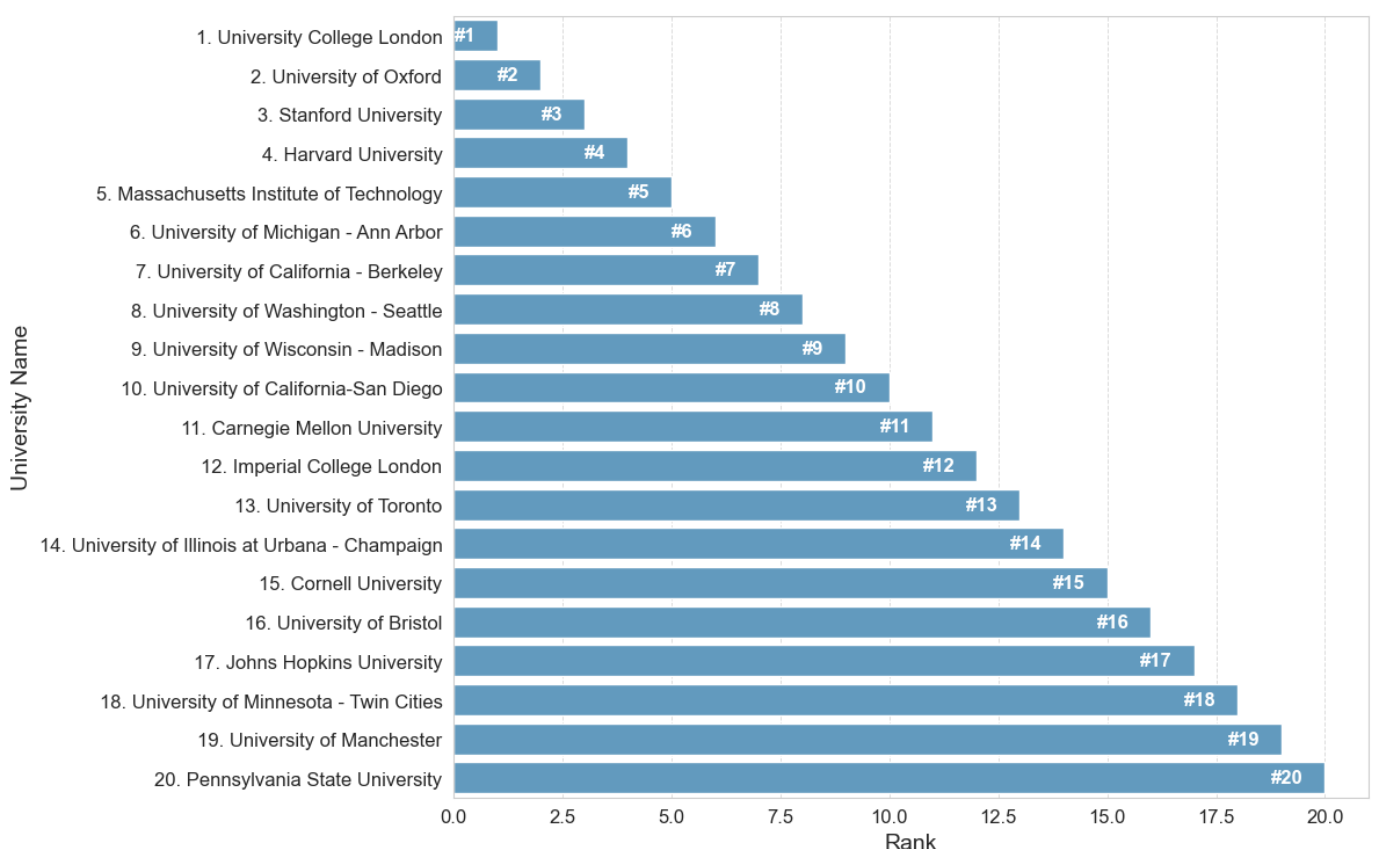 University Name
1. University College London #1
2. University of Oxford #2
3. Stanford University #3
4. Harvard University #4
5. Massachusetts Institute of Technology #5
6. University of Michigan - Ann Arbor #6
7. University of California - Berkeley #7
8. University of Washington - Seattle #8
9. University of Wisconsin - Madison #9
10. University of California-San Diego #10
11. Carnegie Mellon University #11
12. Imperial College London #12
13. University of Toronto #13
14. University of Illinois at Urbana - Champaign #14
15. Cornell University #15
16. University of Bristol #16
17. Johns Hopkins University #17
18. University of Minnesota - Twin Cities #18
19. University of Manchester #19
20. Pennsylvania State University #20
0.0 2.5 5.0 7.5 10.0 12.5 15.0 17.5 20.0
Rank